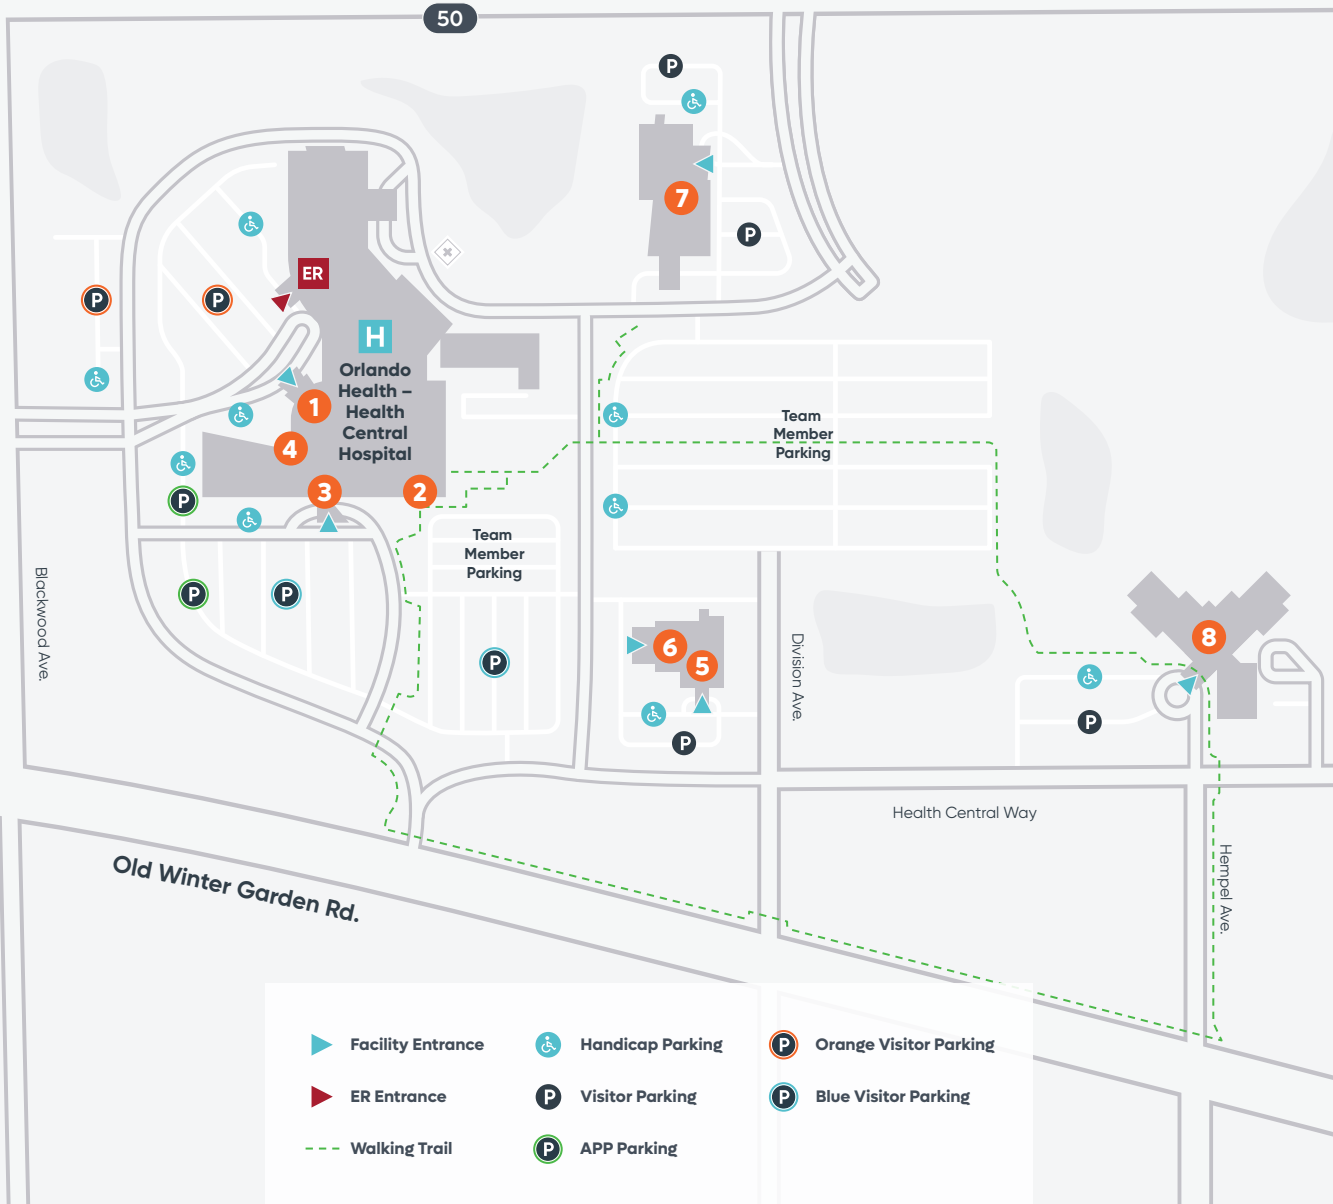 50
P
P
7
P
ER
P
P
H
Orlando
Health –
Health
Central
Hospital
1
4
3
2
P
Team
Member
Parking
Team
Member
Parking
P
P
P
Blackwood Ave.
6
5
P
Division Ave.
8
P
Health Central Way
Hempel Ave.
Old Winter Garden Rd.
Facility Entrance
Handicap Parking
P Orange Visitor Parking
ER Entrance
P Visitor Parking
P Blue Visitor Parking
Walking Trail
P APP Parking